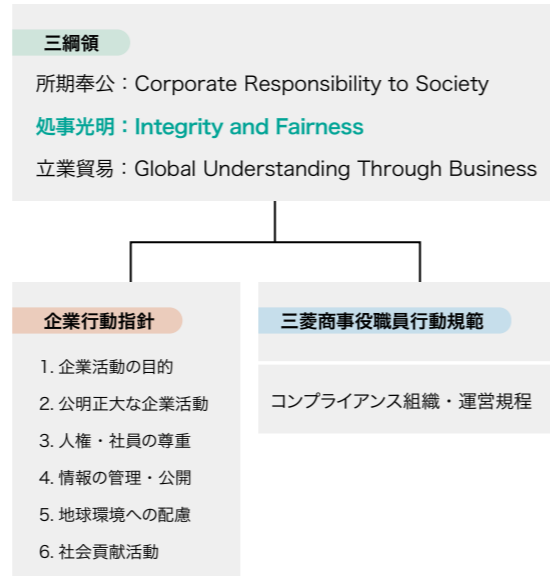 三綱領
所期奉公：Corporate Responsibility to Society
処事光明：Integrity and Fairness
立業貿易：Global Understanding Through Business
企業行動指針
1. 企業活動の目的
2. 公明正大な企業活動
3. 人権・社員の尊重
4. 情報の管理・公開
5. 地球環境への配慮
6. 社会貢献活動
三菱商事役職員行動規範
コンプライアンス組織・運営規程